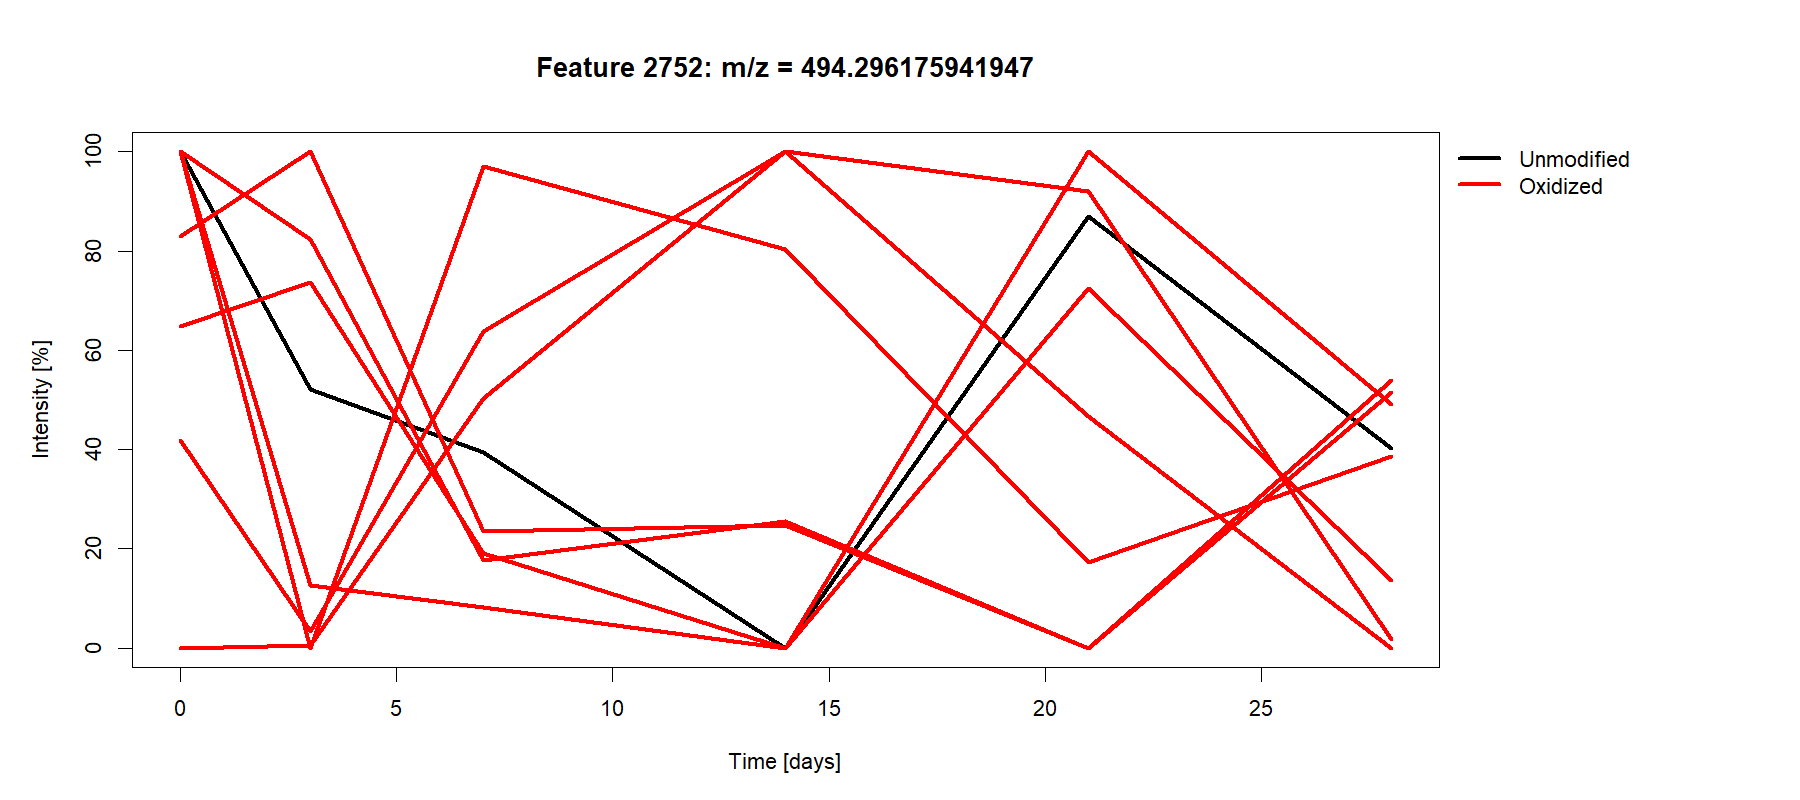 Feature 2752: m/z = 494.296175941947
Unmodified
Oxidized
Intensity [%]
100
80
60
40
20
0
0 5 10 15 20 25
Time [days]